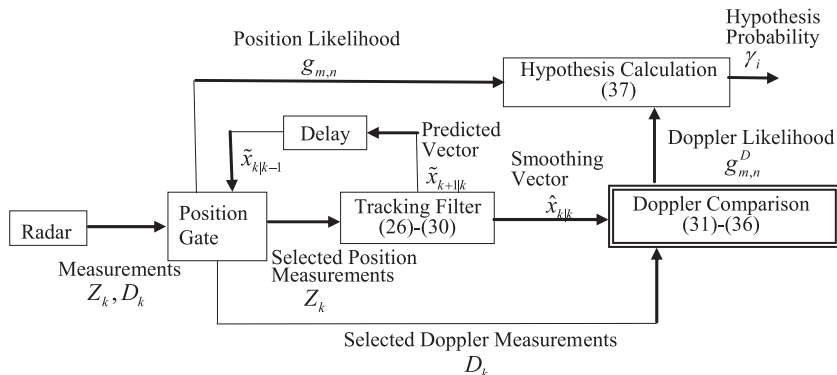 Hypothesis
Probability
γ_i
Position Likelihood
g_{m,n}
Hypothesis Calculation
(37)
Delay
Predicted
Vector
x̃_{k|k-1}
x̃_{k+1|k}
Doppler Likelihood
g^D_{m,n}
Smoothing
Vector
x̂_{k|k}
Radar
Position
Gate
Tracking Filter
(26)-(30)
Doppler Comparison
(31)-(36)
Measurements
Z_k, D_k
Selected Position
Measurements
Z_k
Selected Doppler Measurements
D_k